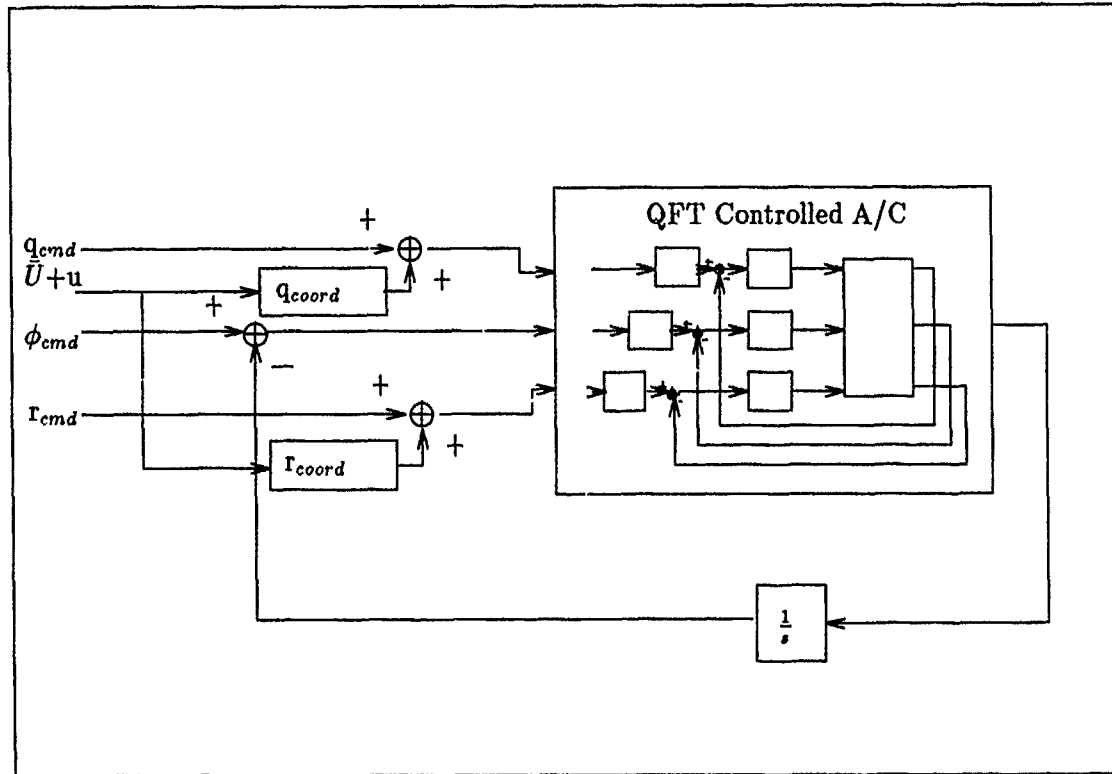 QFT Controlled A/C
+
q_cmd
+
Ū+u
q_coord
+
ϕ_cmd
−
+
r_cmd
+
r_coord
1/s